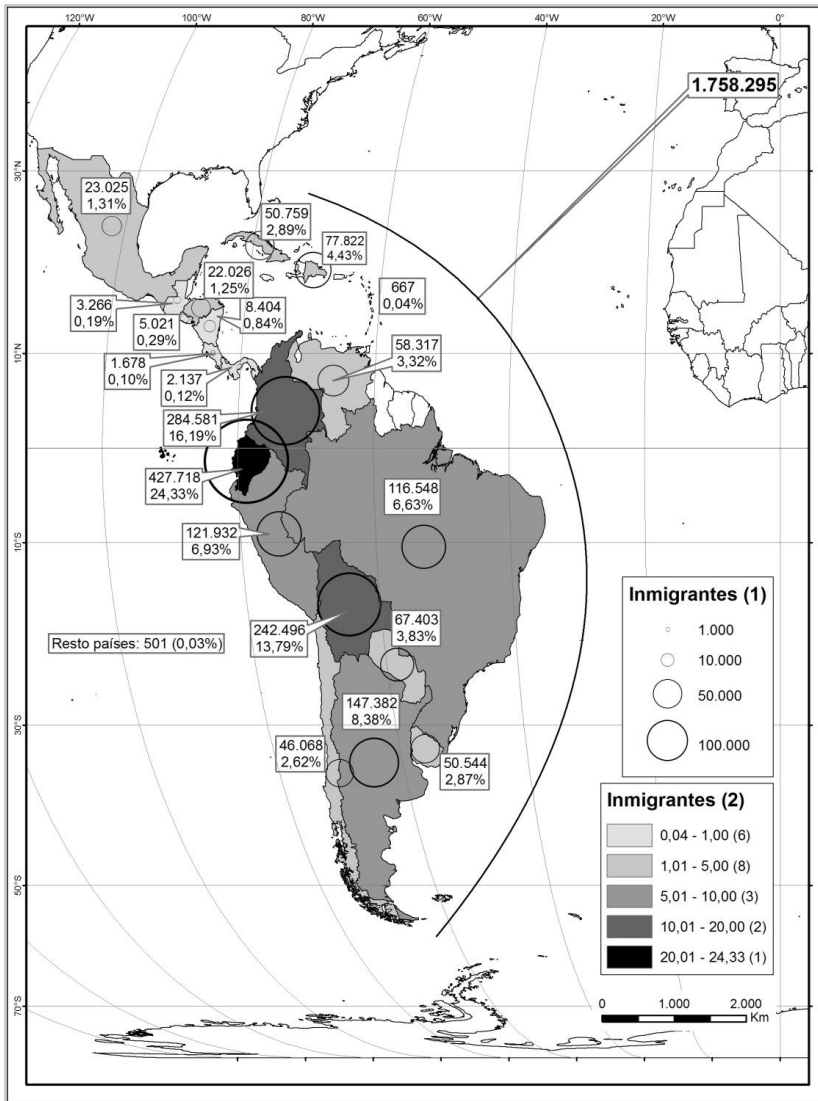 120°W
100°W
80°W
60°W
40°W
20°W
0°
1.758.295
30°N
23.025
1,31%
50.759
2,89%
77.822
4,43%
22.026
1,25%
667
0,04%
3.266
0,19%
8.404
0,84%
5.021
0,29%
58.317
3,32%
10°N
1.678
0,10%
2.137
0,12%
284.581
16,19%
427.718
24,33%
116.548
6,63%
121.932
6,93%
10°S
Inmigrantes (1)
1.000
10.000
50.000
100.000
242.496
13,79%
67.403
3,83%
Resto países: 501 (0,03%)
147.382
8,38%
30°S
46.068
2,62%
50.544
2,87%
Inmigrantes (2)
0,04 - 1,00 (6)
1,01 - 5,00 (8)
5,01 - 10,00 (3)
10,01 - 20,00 (2)
20,01 - 24,33 (1)
50°S
70°S
0
1.000
2.000
Km